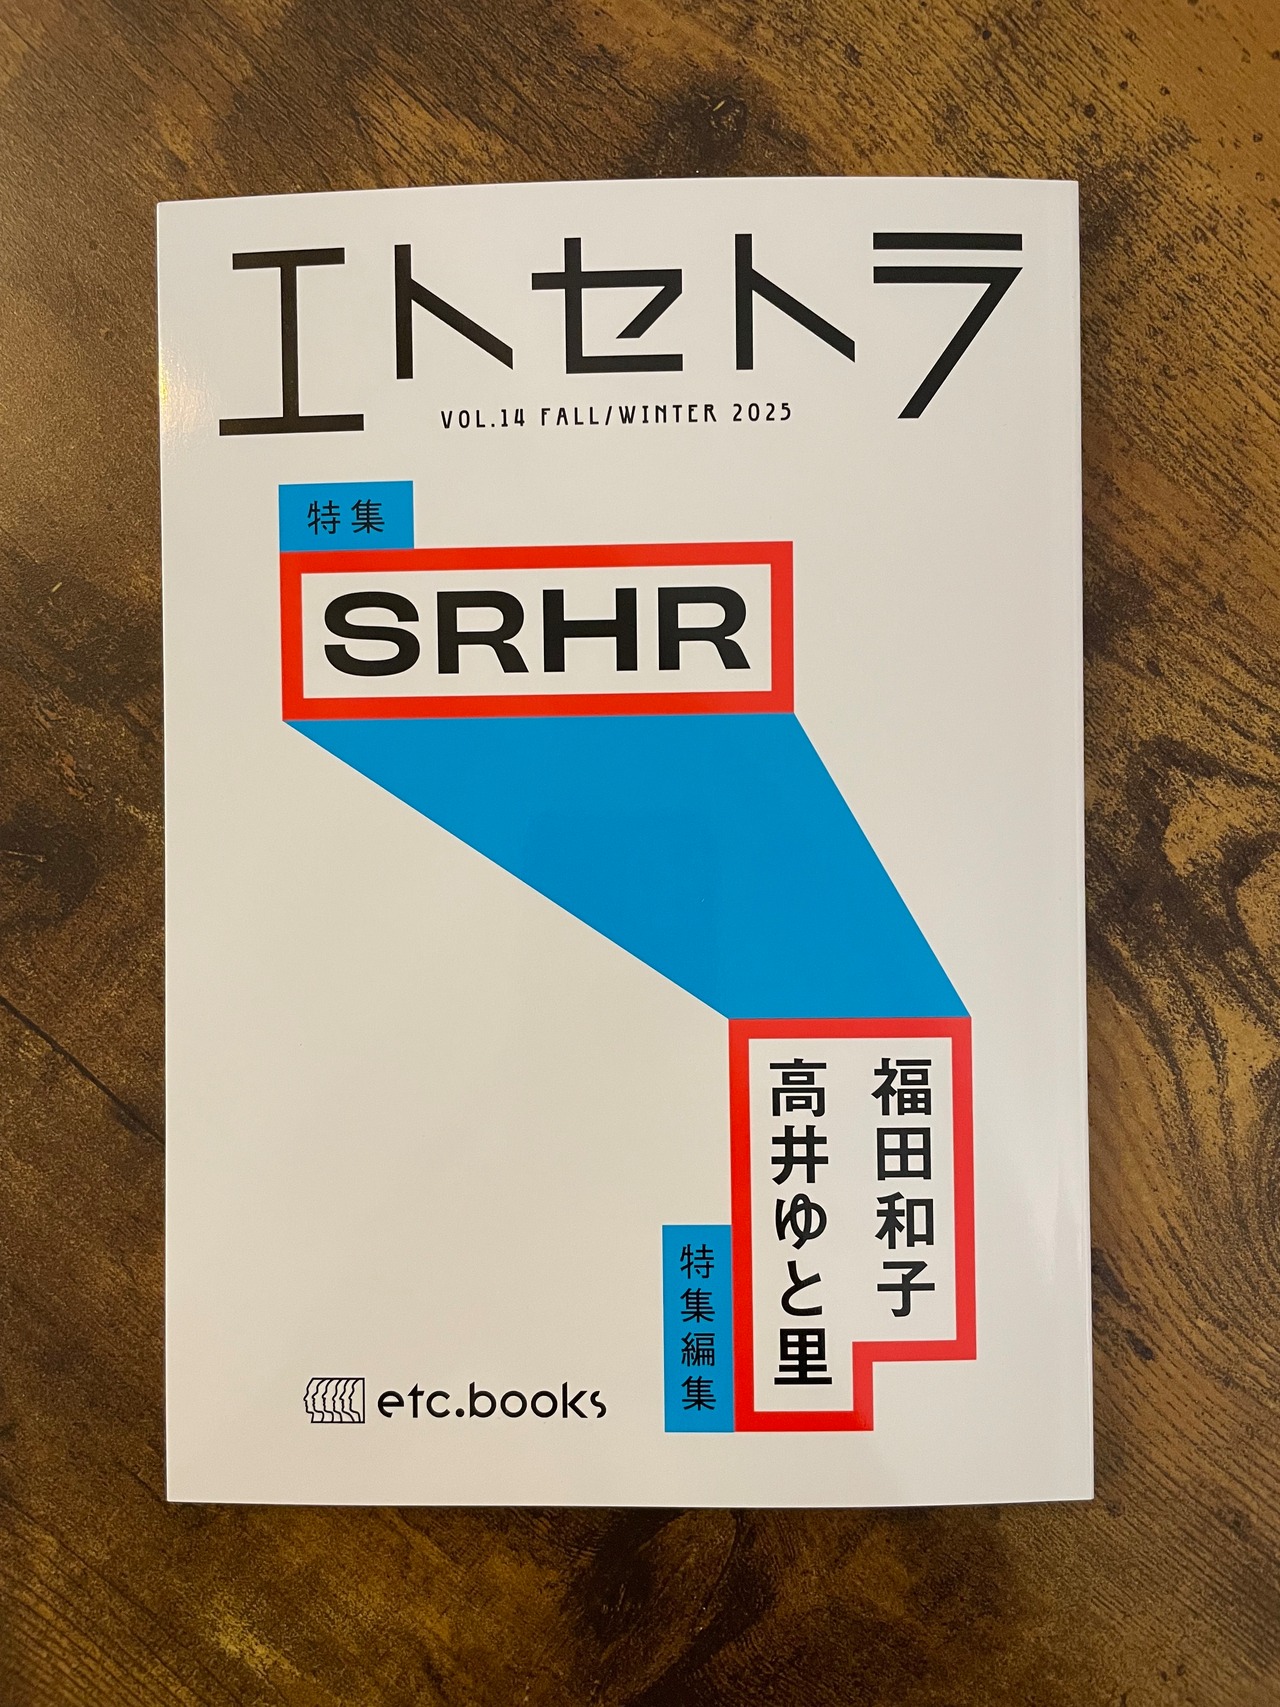 エトセトラ
VOL.14 FALL/WINTER 2025
特集
SRHR
福田和子
高井ゆと里
特集編集
etc.books